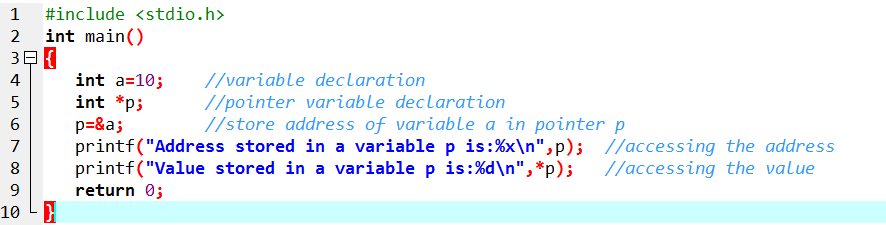 1 #include <stdio.h>
2 int main()
3 {
4 int a=10; //variable declaration
5 int *p; //pointer variable declaration
6 p=&a; //store address of variable a in pointer p
7 printf("Address stored in a variable p is:%x\n",p); //accessing the address
8 printf("Value stored in a variable p is:%d\n",*p); //accessing the value
9 return 0;
10 }